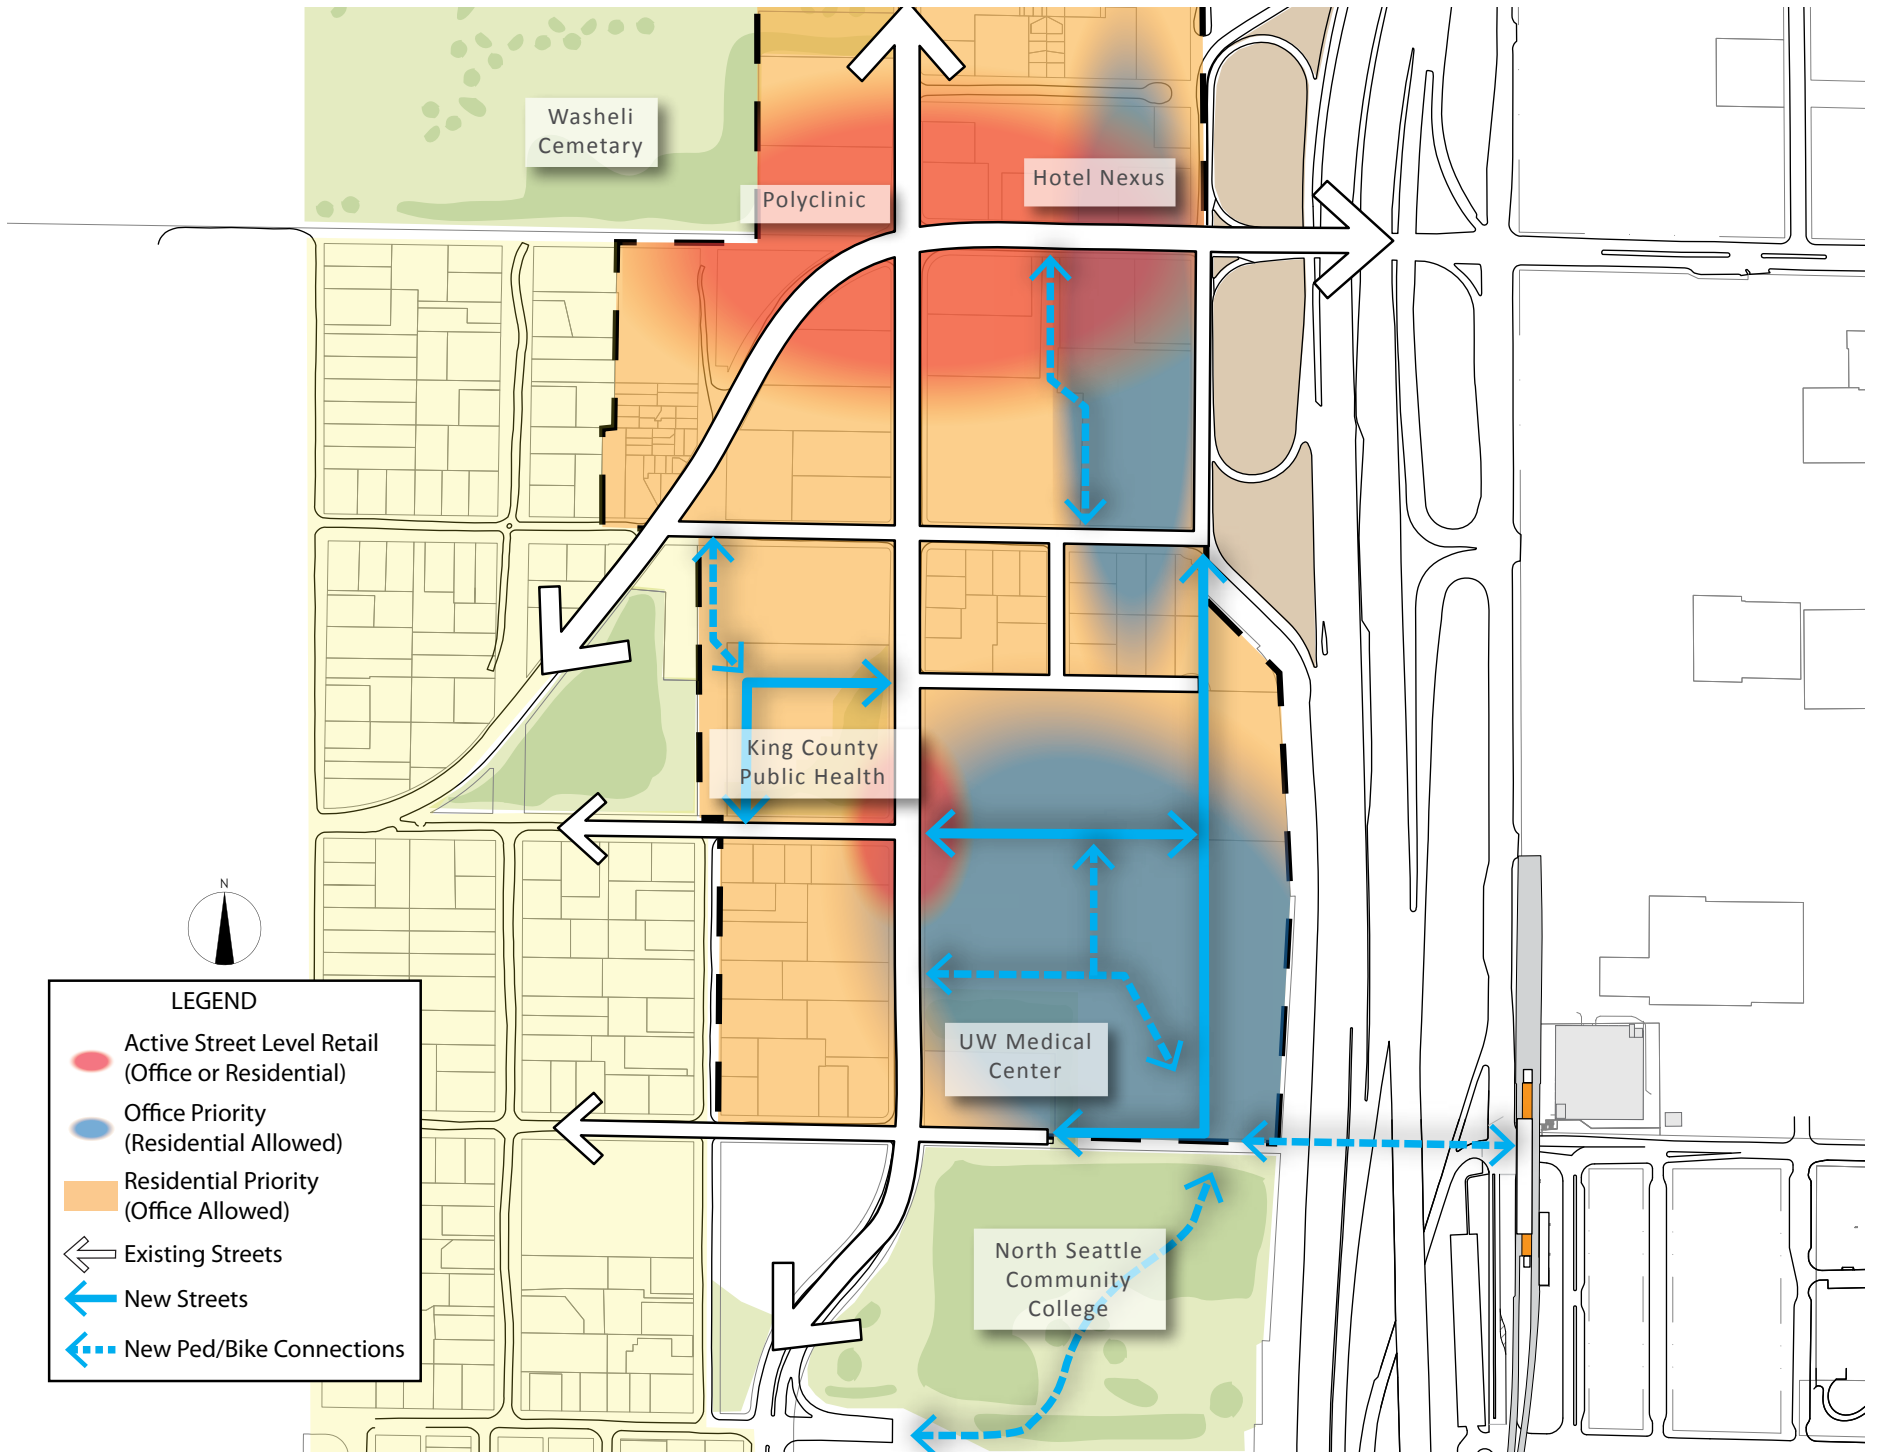 Washeli
Cemetary
Polyclinic
Hotel Nexus
King County
Public Health
N
LEGEND
Active Street Level Retail
(Office or Residential)
Office Priority
(Residential Allowed)
Residential Priority
(Office Allowed)
Existing Streets
New Streets
New Ped/Bike Connections
UW Medical
Center
North Seattle
Community
College